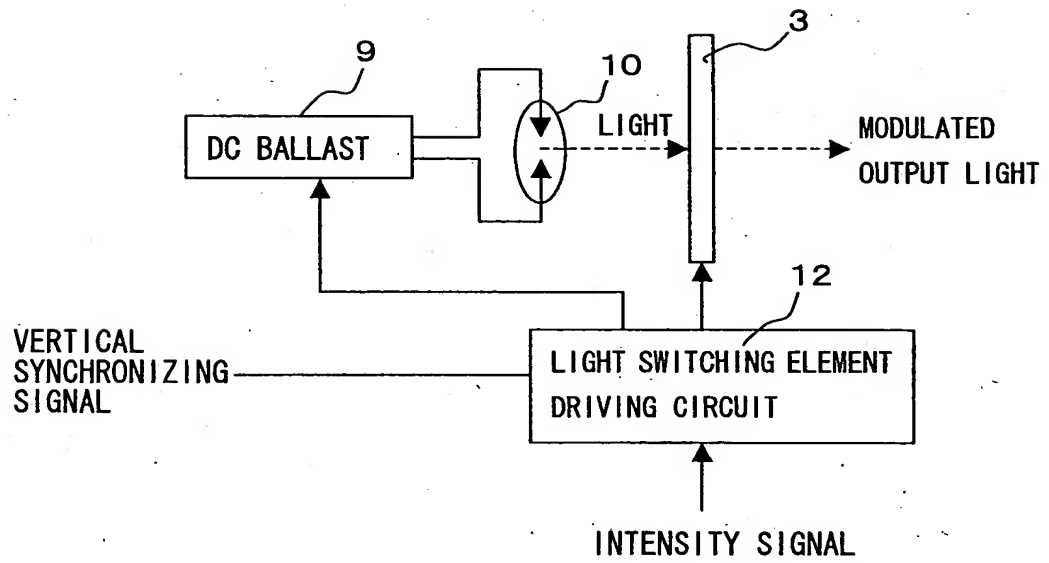 3
9
10
DC BALLAST
LIGHT
MODULATED
OUTPUT LIGHT
12
VERTICAL
SYNCHRONIZING
SIGNAL
LIGHT SWITCHING ELEMENT
DRIVING CIRCUIT
INTENSITY SIGNAL